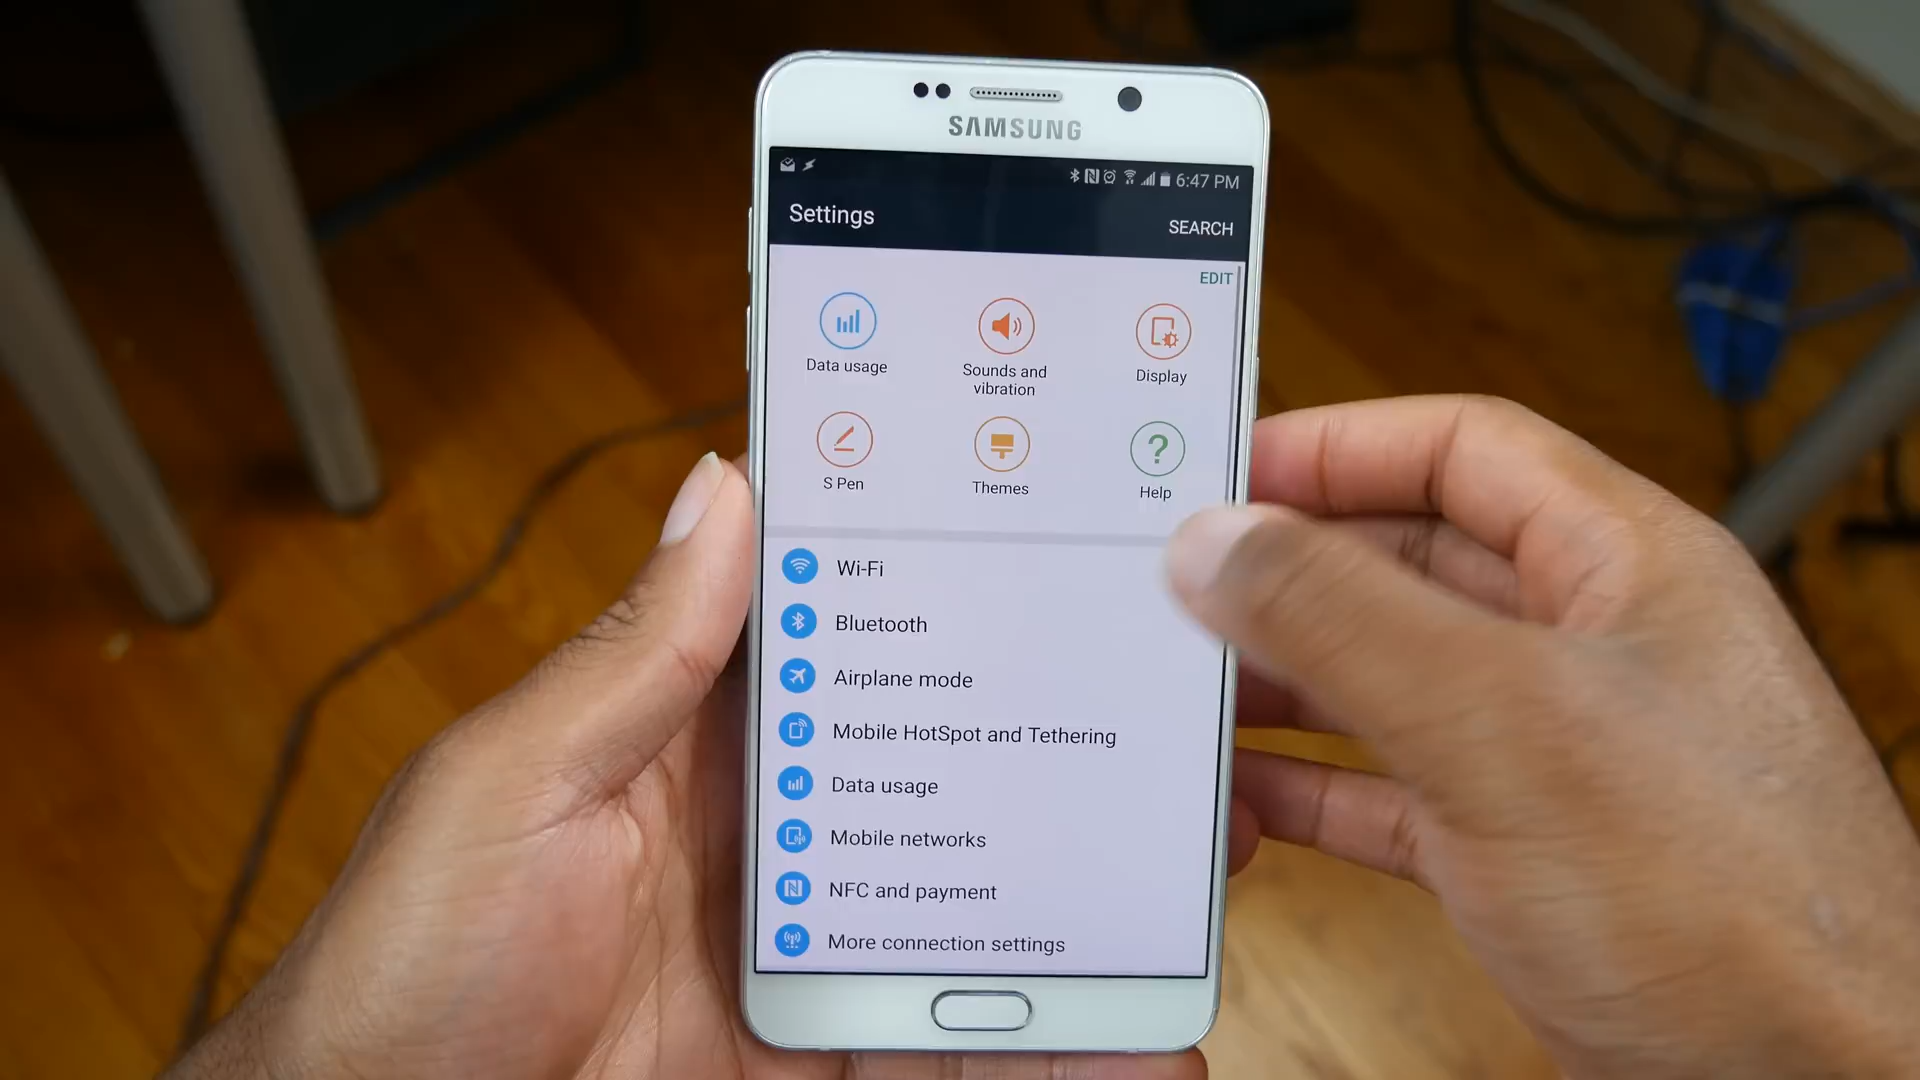 SAMSUNG
6:47 PM
Settings
SEARCH
EDIT
Data usage
Sounds and
vibration
Display
S Pen
Themes
Help
Wi-Fi
Bluetooth
Airplane mode
Mobile HotSpot and Tethering
Data usage
Mobile networks
NFC and payment
More connection settings